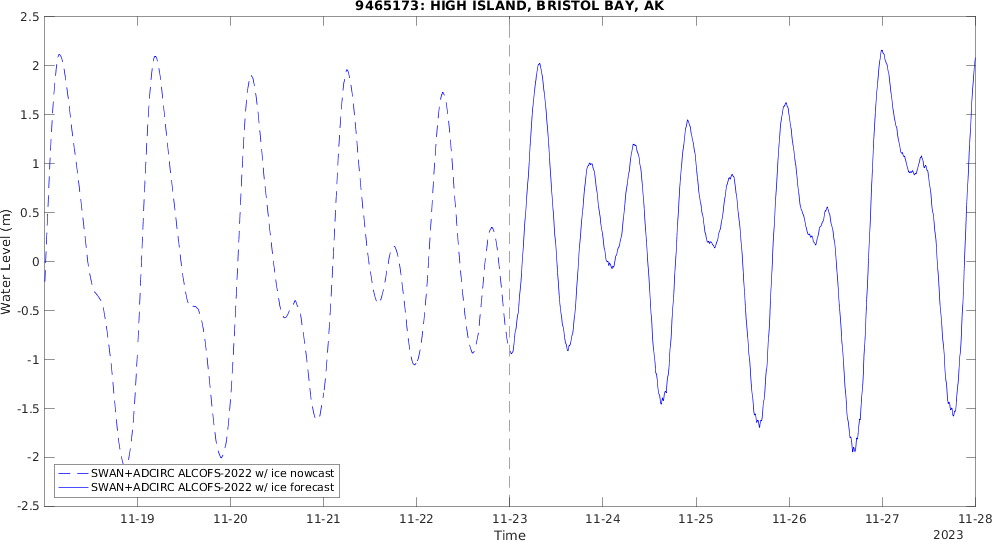 9465173: HIGH ISLAND, BRISTOL BAY, AK
2.5
2
1.5
1
0.5
0
-0.5
-1
-1.5
-2
-2.5
Water Level (m)
SWAN+ADCIRC ALCOFS-2022 w/ ice nowcast
SWAN+ADCIRC ALCOFS-2022 w/ ice forecast
11-19 11-20 11-21 11-22 11-23 11-24 11-25 11-26 11-27 11-28
Time
2023